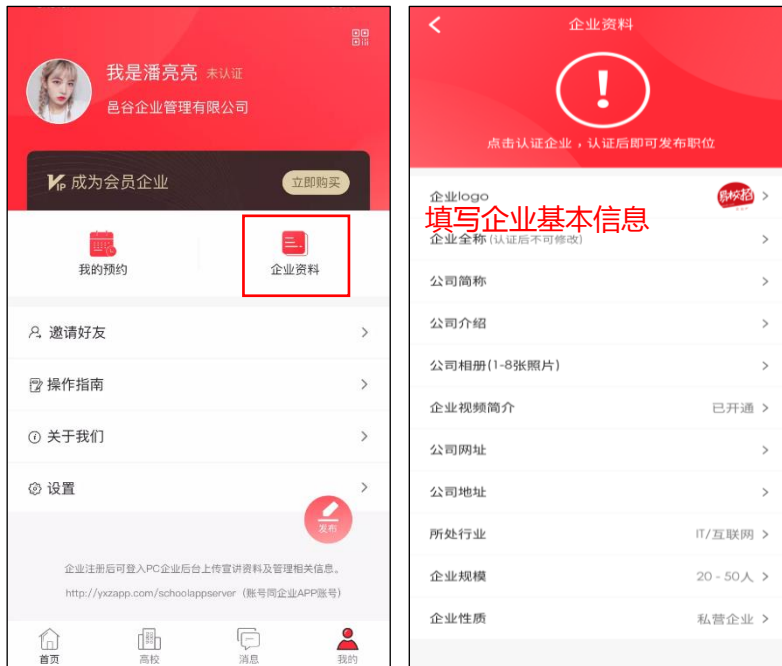 我是潘亮亮 未认证
邑谷企业管理有限公司
VIP 成为会员企业
立即购买
我的预约
企业资料
邀请好友
操作指南
关于我们
设置
发布
企业注册后可登入PC企业后台上传宣讲资料及管理相关信息。
http://yxzapp.com/schoolappserver（账号同企业APP账号）
首页
高校
消息
我的
企业资料
点击认证企业，认证后即可发布职位
企业logo
易校招
填写企业基本信息
企业全称(认证后不可修改)
公司简称
公司介绍
公司相册(1-8张照片)
企业视频简介 已开通
公司网址
公司地址
所处行业 IT/互联网
企业规模 20 - 50人
企业性质 私营企业